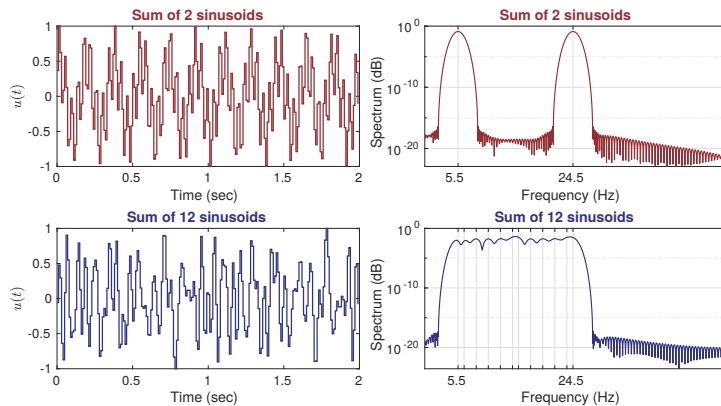 Sum of 2 sinusoids
1
0.5
0
-0.5
-1
u(t)
0 0.5 1 1.5 2
Time (sec)
Sum of 2 sinusoids
10^0
10^-10
10^-20
Spectrum (dB)
5.5 24.5
Frequency (Hz)
Sum of 12 sinusoids
1
0.5
0
-0.5
-1
u(t)
0 0.5 1 1.5 2
Time (sec)
Sum of 12 sinusoids
10^0
10^-10
10^-20
Spectrum (dB)
5.5 24.5
Frequency (Hz)